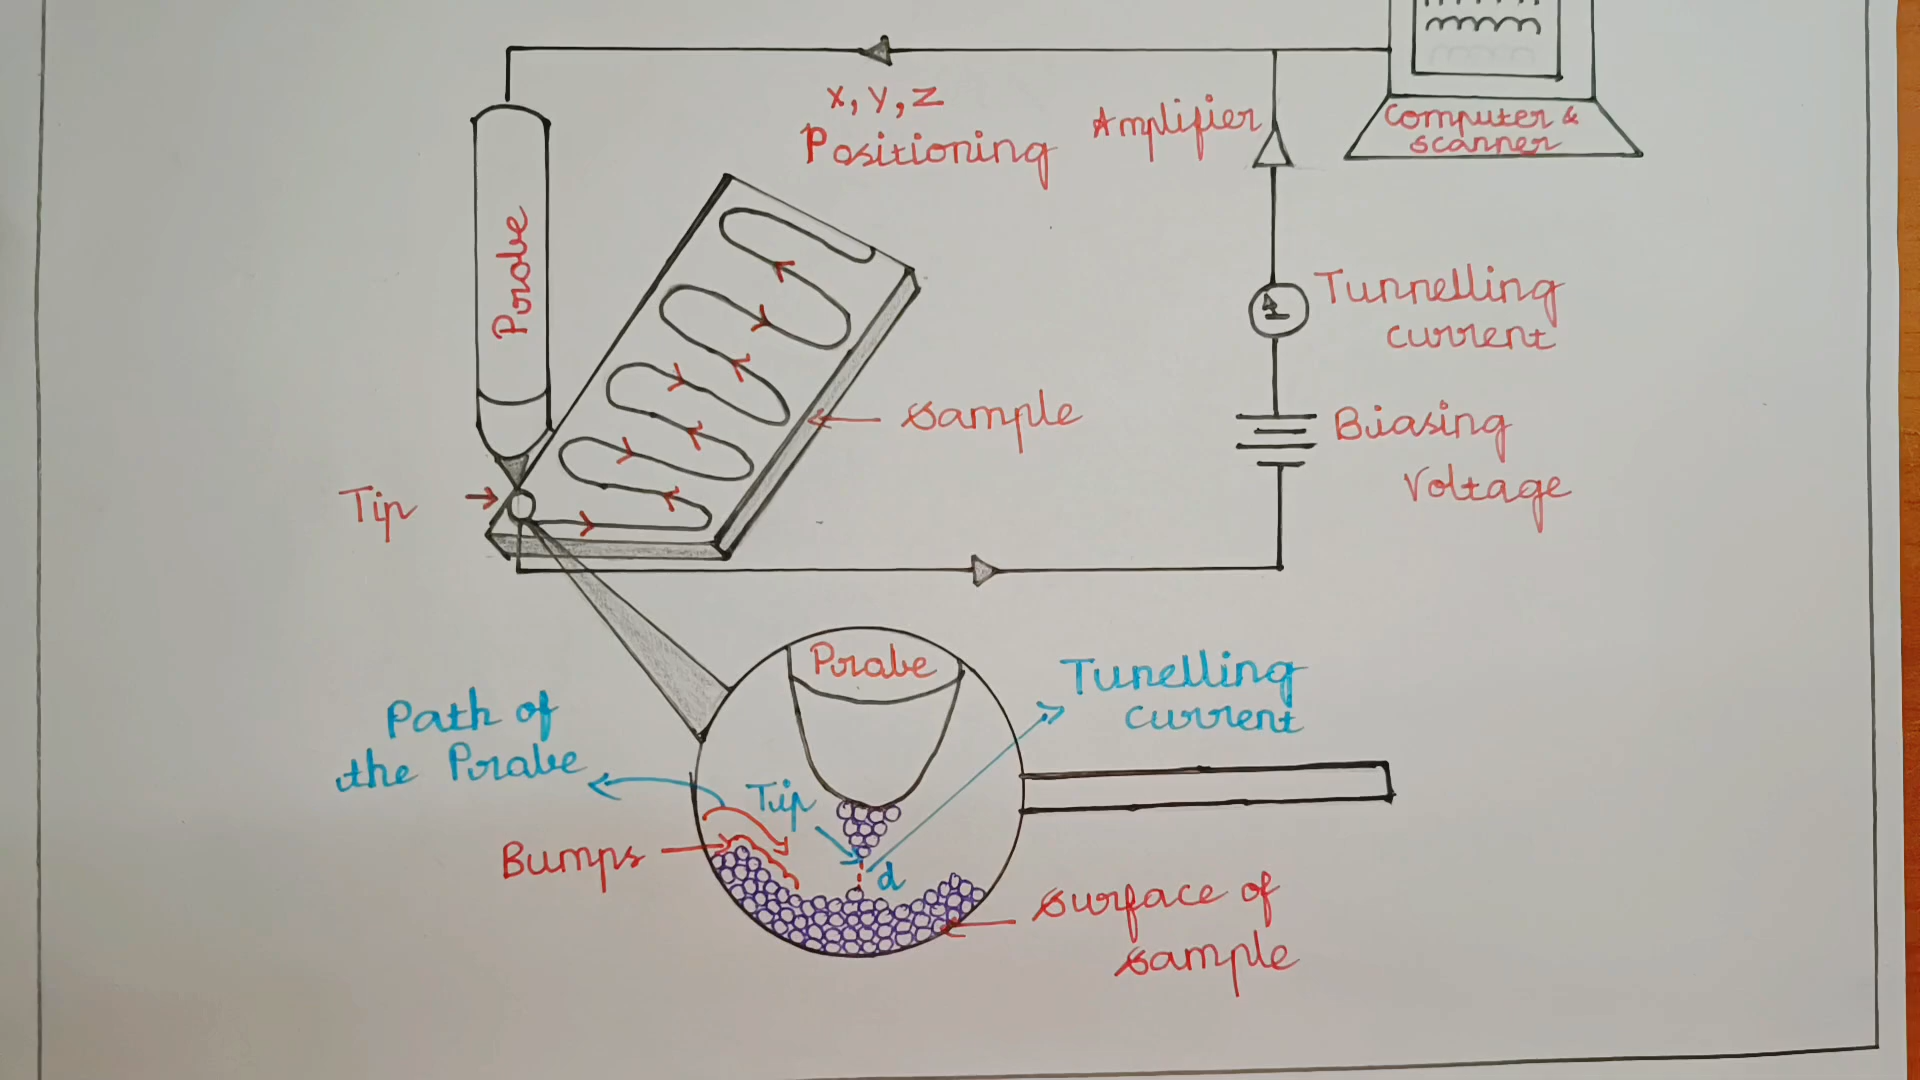 x, y, z
Positioning
Amplifier
Computer &
scanner
Probe
Tunnelling
current
sample
Biasing
Voltage
Tip
Probe
Tunelling
current
Path of
the Probe
Tip
Bumps
d
surface of
sample